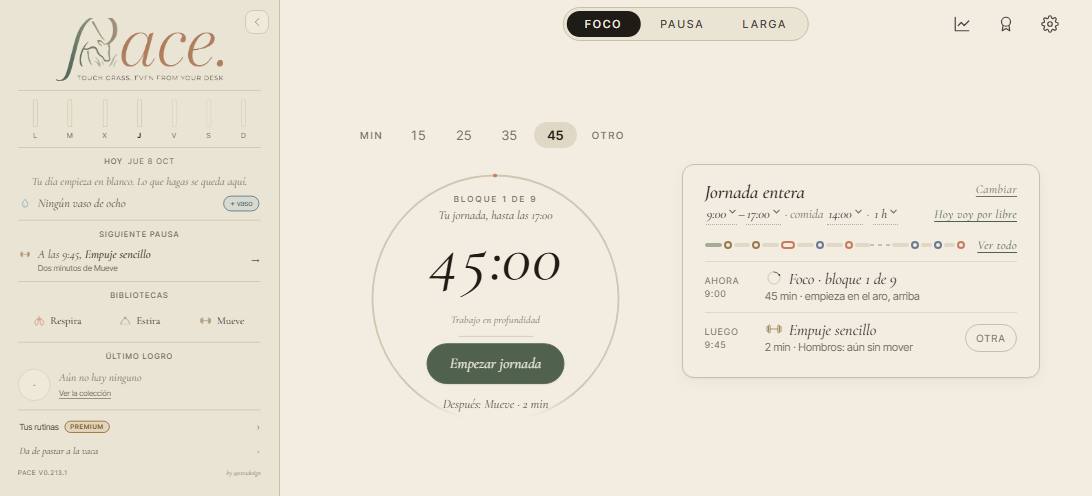 Pace.
TOUCH GRASS. EVEN FROM YOUR DESK
L M X J V S D
HOY JUE 8 OCT
Tu día empieza en blanco. Lo que hagas se queda aquí.
Ningún vaso de ocho + vaso
SIGUIENTE PAUSA
A las 9:45, Empuje sencillo →
Dos minutos de Mueve
BIBLIOTECAS
Respira Estira Mueve
ÚLTIMO LOGRO
Aún no hay ninguno
Ver la colección
Tus rutinas PREMIUM ›
Da de pastar a la vaca
PACE V0.213.1
FOCO PAUSA LARGA
MIN 15 25 35 45 OTRO
BLOQUE 1 DE 9
Tu jornada, hasta las 17:00
45:00
Trabajo en profundidad
Empezar jornada
Después: Mueve · 2 min
Jornada entera Cambiar
9:00 – 17:00 · comida 14:00 · 1 h Hoy voy por libre
Ver todo
AHORA
9:00
Foco · bloque 1 de 9
45 min · empieza en el aro, arriba
LUEGO
9:45
Empuje sencillo
2 min · Hombros: aún sin mover
OTRA